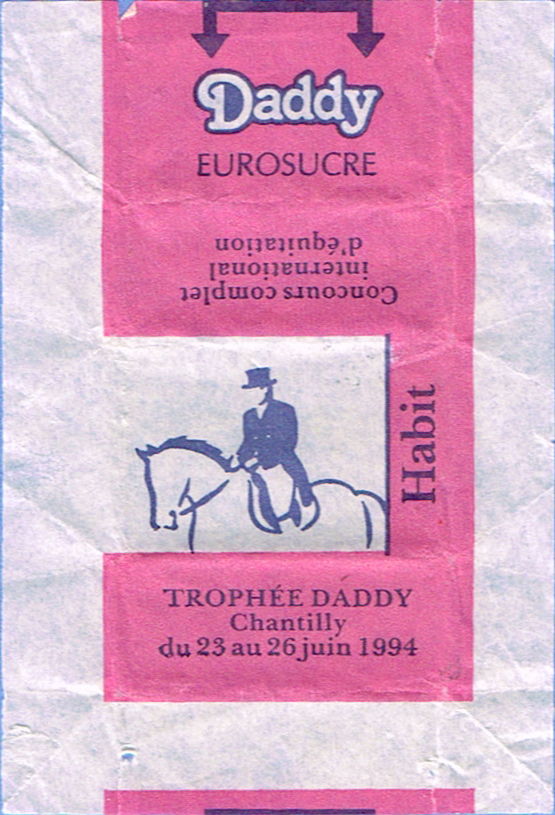 Daddy
EUROSUCRE
Concours complet
international
d'équitation
Habit
TROPHÉE DADDY
Chantilly
du 23 au 26 juin 1994